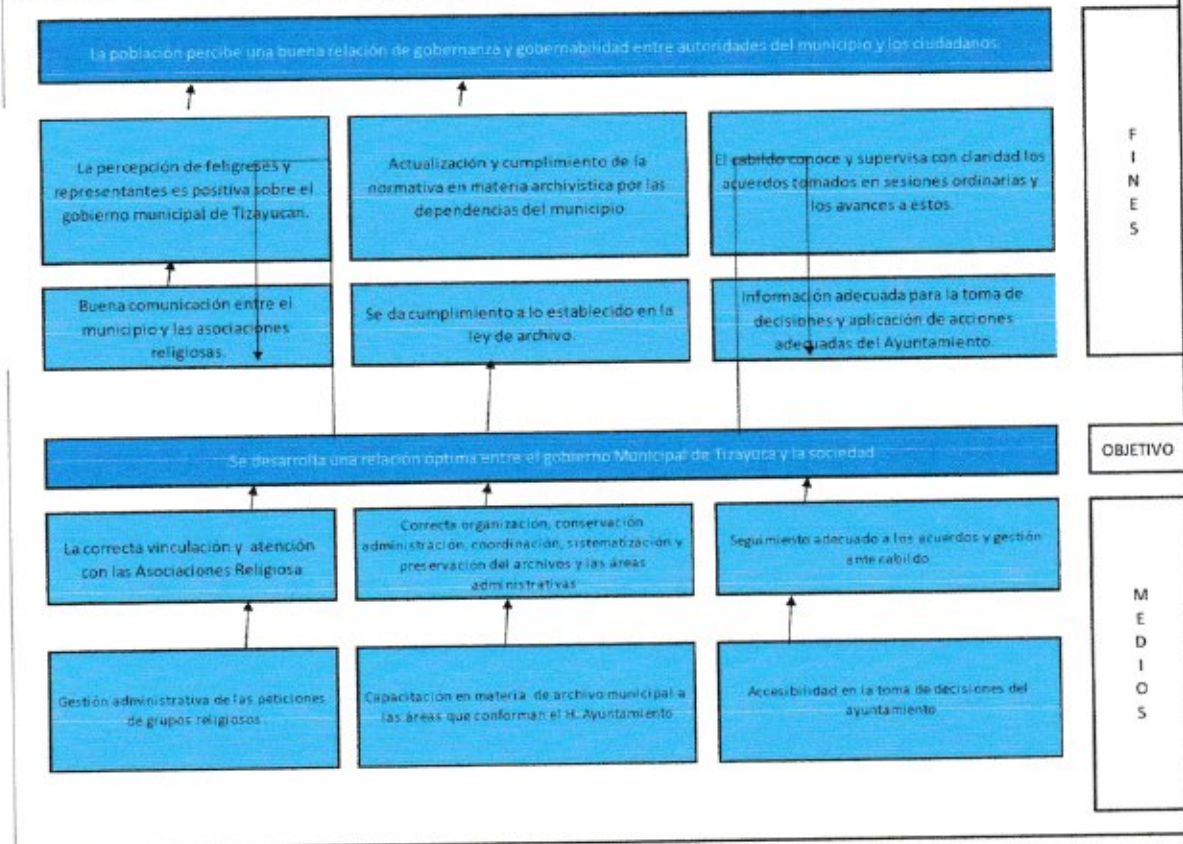 La población percibe una buena relación de gobernanza y gobernabilidad entre autoridades del municipio y los ciudadanos.
La percepción de feligreses y
representantes es positiva sobre el
gobierno municipal de Tizayucan.
Actualización y cumplimiento de la
normativa en materia archivística por las
dependencias del municipio
El cabildo conoce y supervisa con claridad los
acuerdos tomados en sesiones ordinarias y
los avances a estos.
Buena comunicación entre el
municipio y las asociaciones
religiosas.
Se da cumplimiento a lo establecido en la
ley de archivo.
Información adecuada para la toma de
decisiones y aplicación de acciones
adequadas del Ayuntamiento.
F
I
N
E
S
Se desarrolla una relación optima entre el gobierno Municipal de Tizayuca y la sociedad
OBJETIVO
La correcta vinculación y atención
con las Asociaciones Religiosa
Correcta organización, conservación
administración, coordinación, sistematización y
preservación del archivos y las áreas
administrativas
Seguimiento adecuado a los acuerdos y gestión
ante cabildo
Gestión administrativa de las peticiones
de grupos religiosos
Capacitación en materia de archivo municipal a
las áreas que conforman el H. Ayuntamiento
Accesibilidad en la toma de decisiones del
ayuntamiento
M
E
D
I
O
S